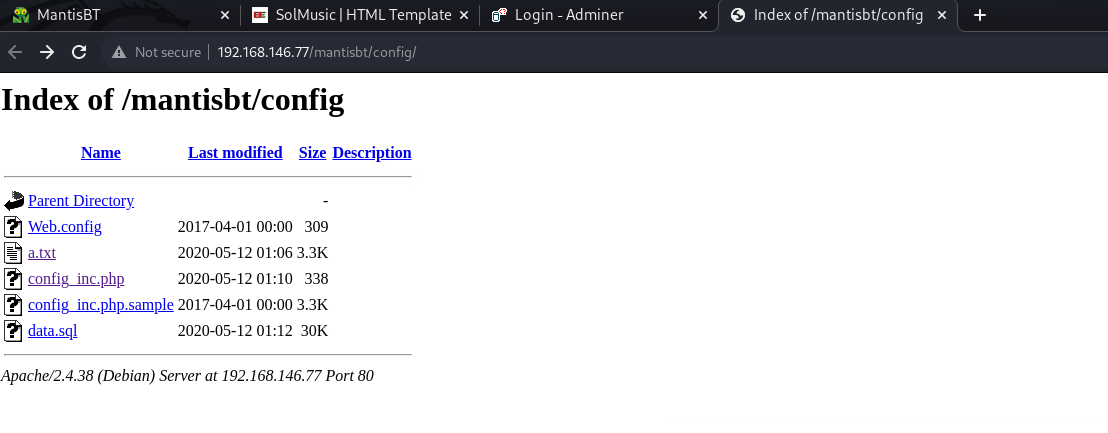 MantisBT
SolMusic | HTML Template
Login - Adminer
Index of /mantisbt/config
Not secure
192.168.146.77/mantisbt/config/
Index of /mantisbt/config
Name Last modified Size Description
Parent Directory -
Web.config 2017-04-01 00:00 309
a.txt 2020-05-12 01:06 3.3K
config_inc.php 2020-05-12 01:10 338
config_inc.php.sample 2017-04-01 00:00 3.3K
data.sql 2020-05-12 01:12 30K
Apache/2.4.38 (Debian) Server at 192.168.146.77 Port 80